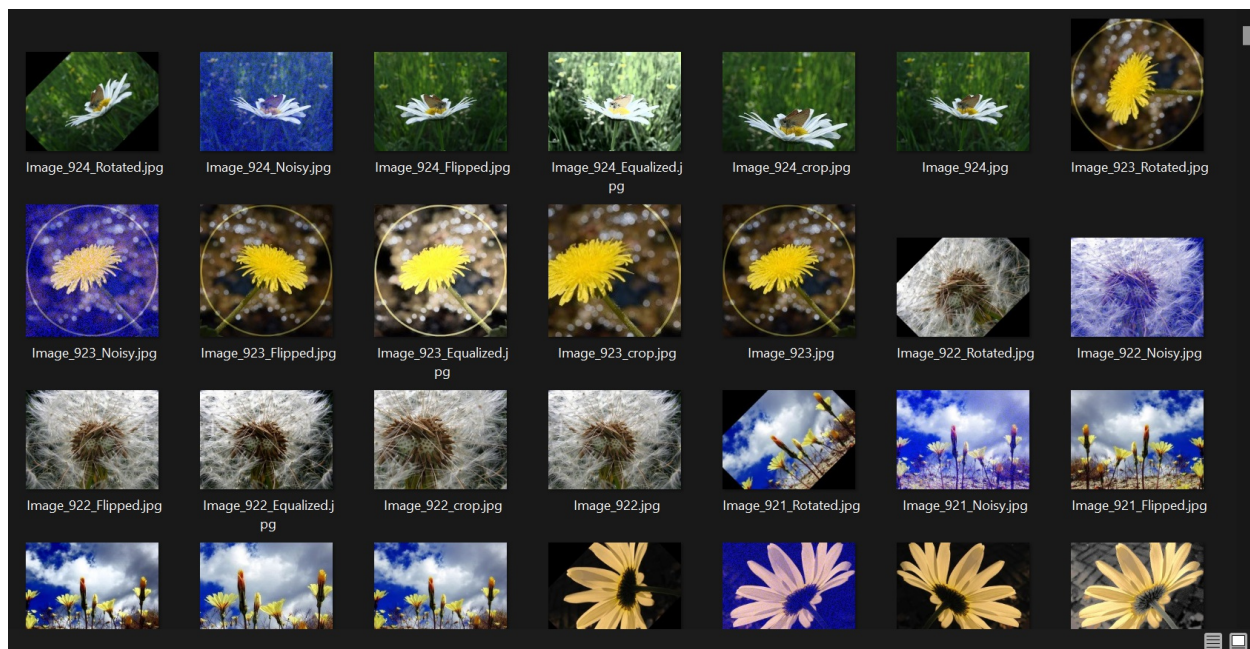 Image_924_Rotated.jpg
Image_924_Noisy.jpg
Image_924_Flipped.jpg
Image_924_Equalized.j
pg
Image_924_crop.jpg
Image_924.jpg
Image_923_Rotated.jpg
Image_923_Noisy.jpg
Image_923_Flipped.jpg
Image_923_Equalized.j
pg
Image_923_crop.jpg
Image_923.jpg
Image_922_Rotated.jpg
Image_922_Noisy.jpg
Image_922_Flipped.jpg
Image_922_Equalized.j
pg
Image_922_crop.jpg
Image_922.jpg
Image_921_Rotated.jpg
Image_921_Noisy.jpg
Image_921_Flipped.jpg